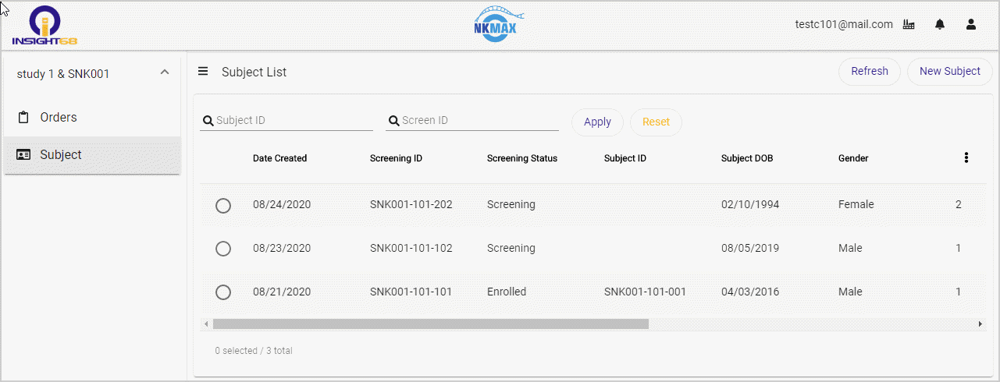 INSIGHT68
NKMAX
testc101@mail.com
study 1 & SNK001
Orders
Subject
Subject List
Refresh
New Subject
Subject ID
Screen ID
Apply
Reset
Date Created Screening ID Screening Status Subject ID Subject DOB Gender
08/24/2020 SNK001-101-202 Screening 02/10/1994 Female 2
08/23/2020 SNK001-101-102 Screening 08/05/2019 Male 1
08/21/2020 SNK001-101-101 Enrolled SNK001-101-001 04/03/2016 Male 1
0 selected / 3 total